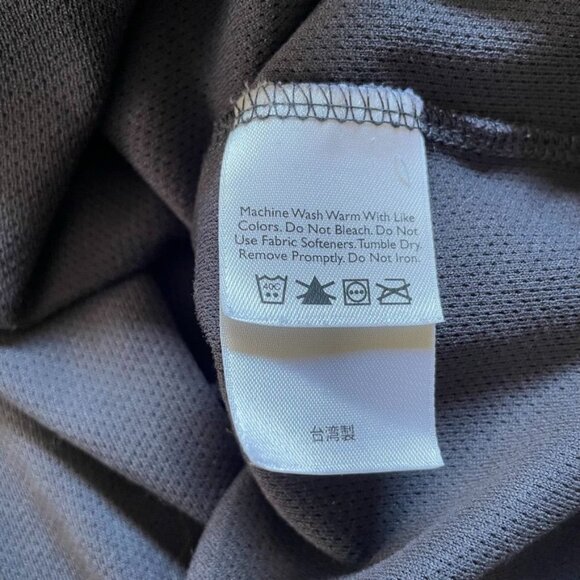 Machine Wash Warm With Like
Colors. Do Not Bleach. Do Not
Use Fabric Softeners. Tumble Dry.
Remove Promptly. Do Not Iron.
40C
台湾製